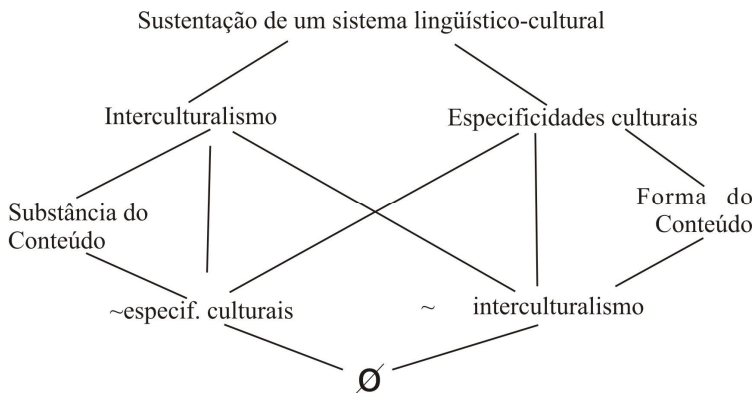 Sustentação de um sistema lingüístico-cultural
Interculturalismo
Especificidades culturais
Substância do
Conteúdo
Forma do
Conteúdo
~especif. culturais
~ interculturalismo
Ø